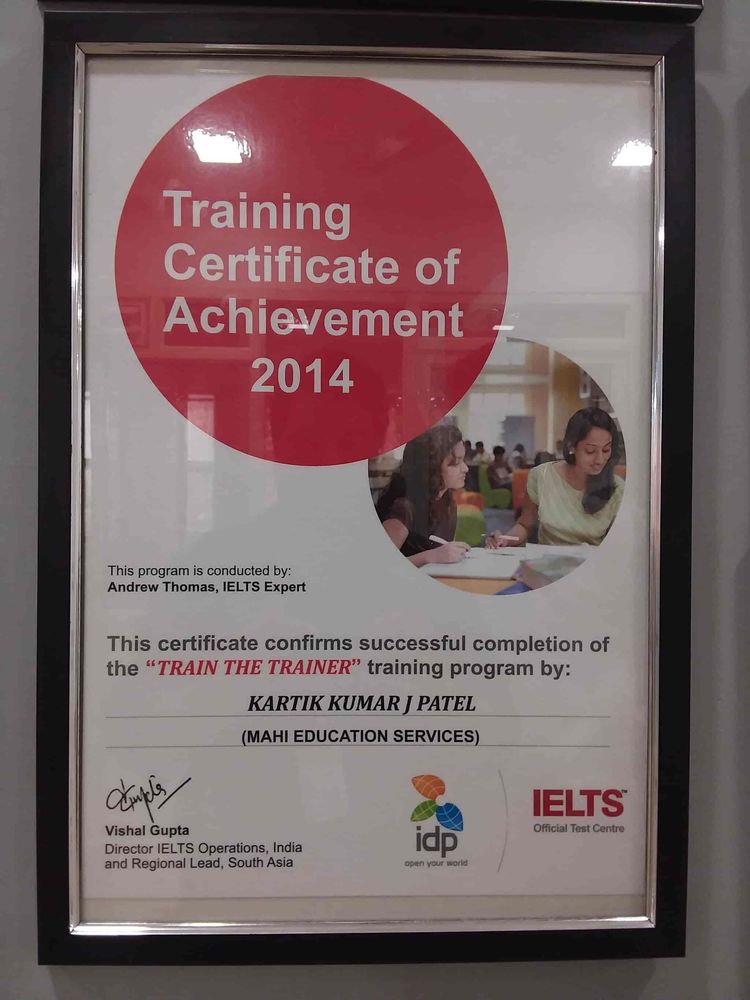 Training
Certificate of
Achievement
2014
This program is conducted by:
Andrew Thomas, IELTS Expert
This certificate confirms successful completion of
the “TRAIN THE TRAINER” training program by:
KARTIK KUMAR J PATEL
(MAHI EDUCATION SERVICES)
Vishal Gupta
Director IELTS Operations, India
and Regional Lead, South Asia
idp
open your world
IELTS™
Official Test Centre